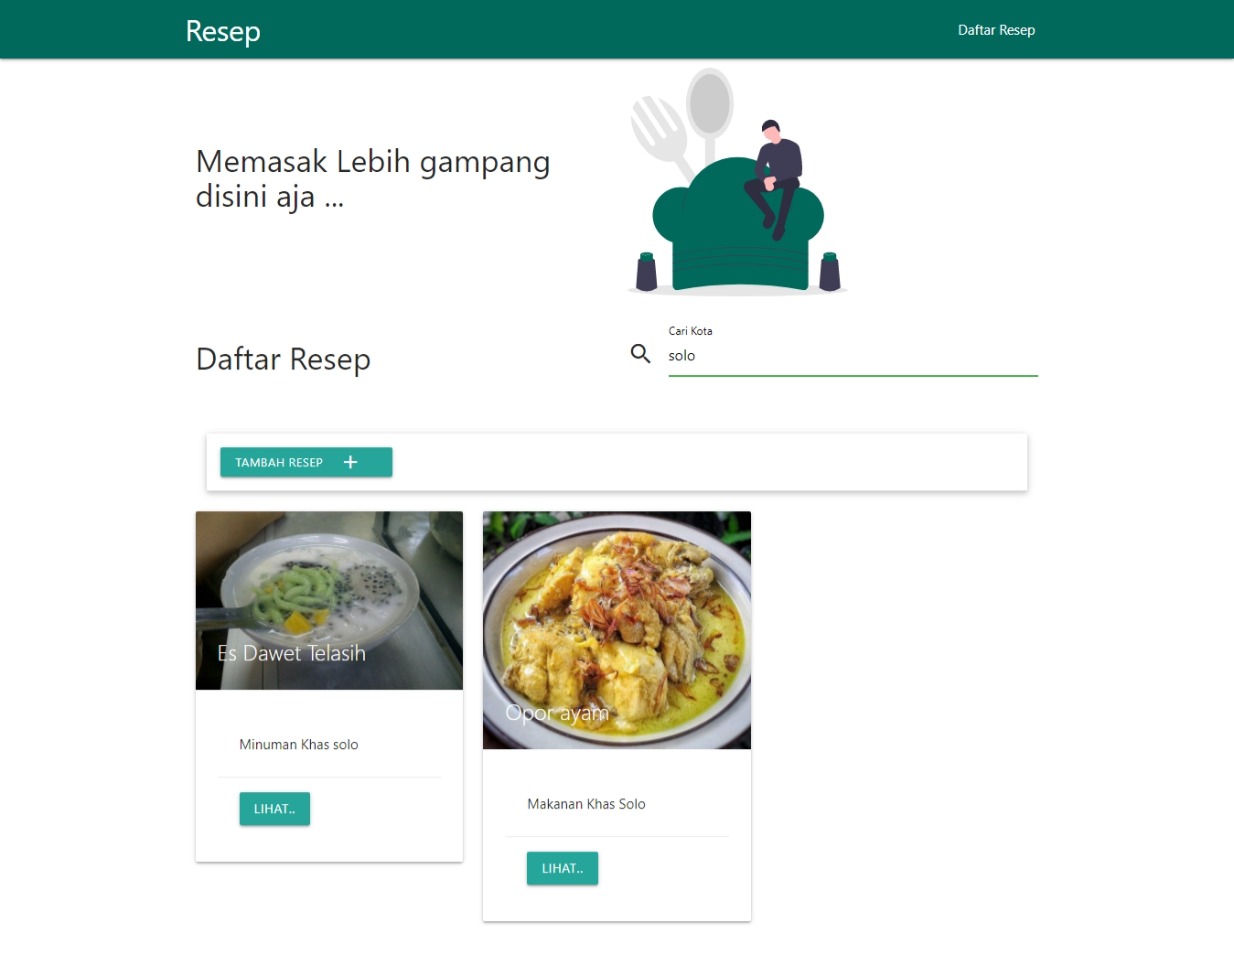 Resep
Daftar Resep
Memasak Lebih gampang
disini aja ...
Daftar Resep
Cari Kota
solo
TAMBAH RESEP
Es Dawet Telasih
Minuman Khas solo
LIHAT..
Opor ayam
Makanan Khas Solo
LIHAT..